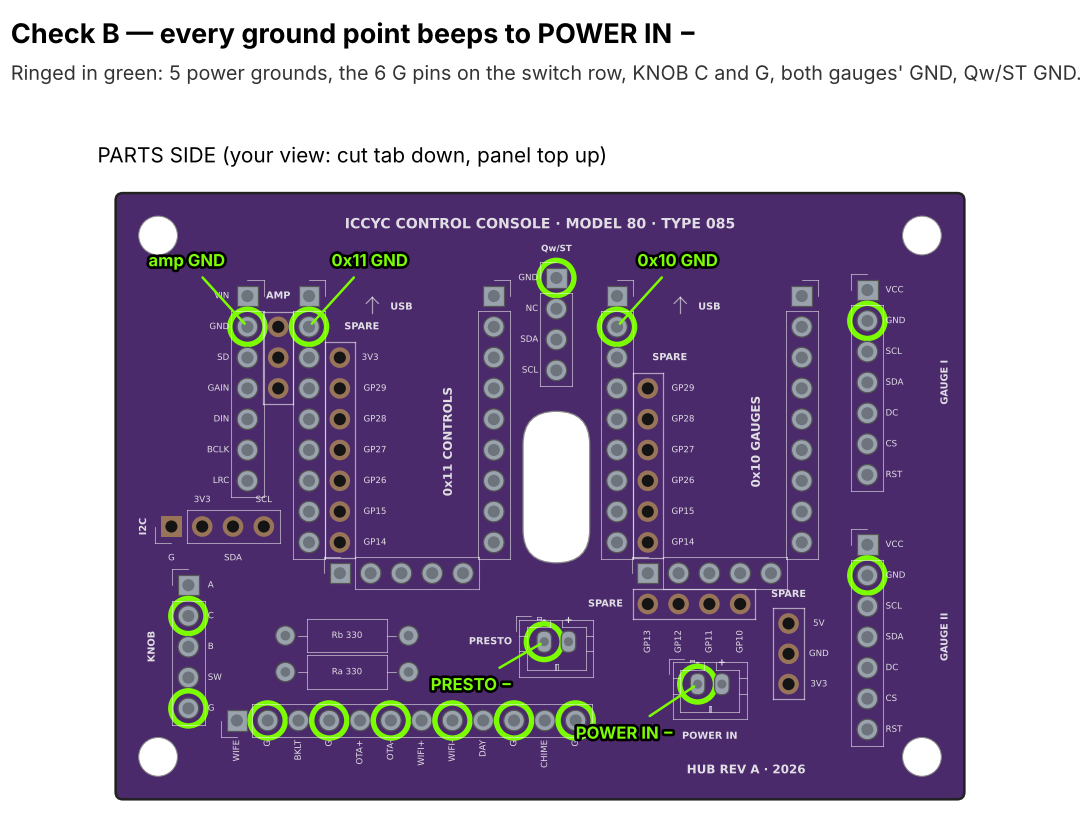 Check B — every ground point beeps to POWER IN −
Ringed in green: 5 power grounds, the 6 G pins on the switch row, KNOB C and G, both gauges' GND, Qw/ST GND.
PARTS SIDE (your view: cut tab down, panel top up)
ICCYC CONTROL CONSOLE · MODEL 80 · TYPE 085
Qw/ST
amp GND
0x11 GND
0x10 GND
GND
NC
SDA
SCL
VIN
AMP
GND
SD
GAIN
DIN
BCLK
LRC
USB
SPARE
3V3
GP29
GP28
GP27
GP26
GP15
GP14
0x11 CONTROLS
USB
SPARE
GP29
GP28
GP27
GP26
GP15
GP14
0x10 GAUGES
VCC
GND
SCL
SDA
DC
CS
RST
GAUGE I
3V3
SCL
I2C
G
SDA
KNOB
A
C
B
SW
G
Rb 330
Ra 330
PRESTO
+
PRESTO −
SPARE
GP13
GP12
GP11
GP10
SPARE
5V
GND
3V3
+
POWER IN −
POWER IN
VCC
GND
SCL
SDA
DC
CS
RST
GAUGE II
WIFE
G
BKLT
G
OTA+
OTA-
WIFI+
WIFI-
DAY
G
CHIME
G
HUB REV A · 2026